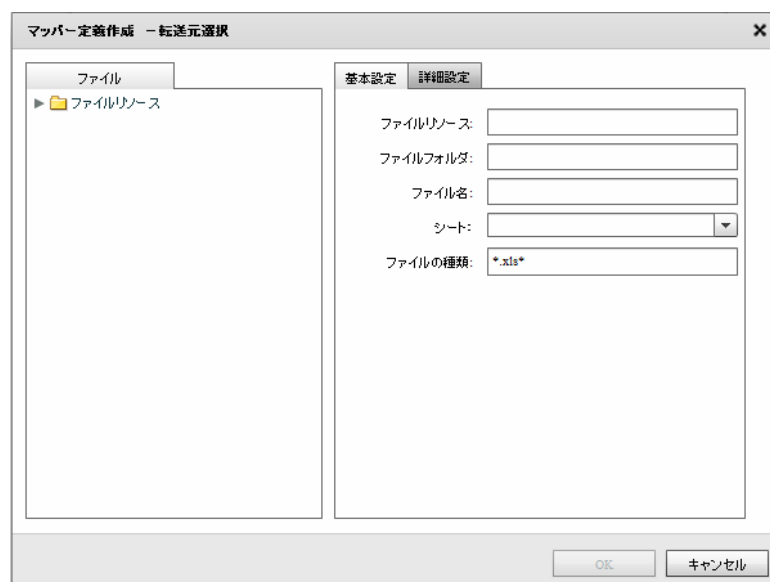 マッパー定義作成 －転送元選択
ファイル
ファイルリソース
基本設定 詳細設定
ファイルリソース:
ファイルフォルダ:
ファイル名:
シート:
ファイルの種類: *.xls*
OK キャンセル